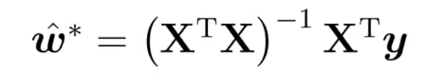 ŵ* = (XᵀX)⁻¹ Xᵀy